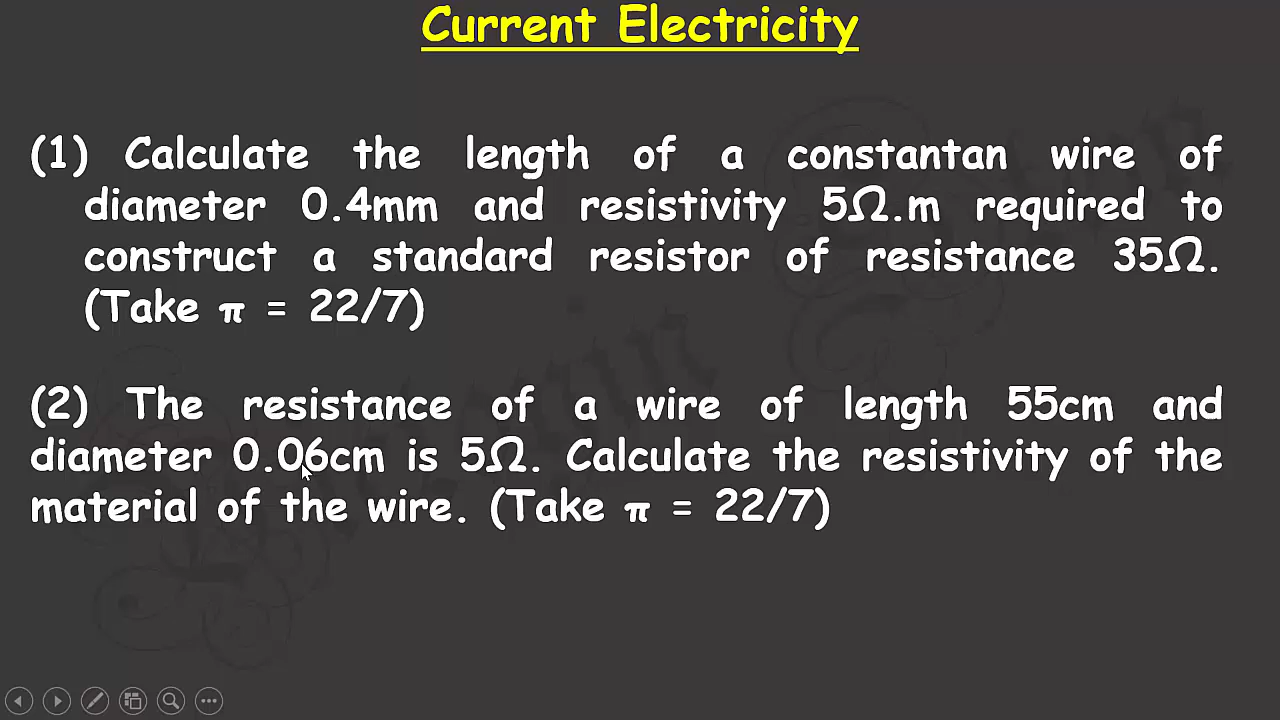 Current Electricity
(1) Calculate the length of a constantan wire of
diameter 0.4mm and resistivity 5Ω.m required to
construct a standard resistor of resistance 35Ω.
(Take π = 22/7)
(2) The resistance of a wire of length 55cm and
diameter 0.06cm is 5Ω. Calculate the resistivity of the
material of the wire. (Take π = 22/7)